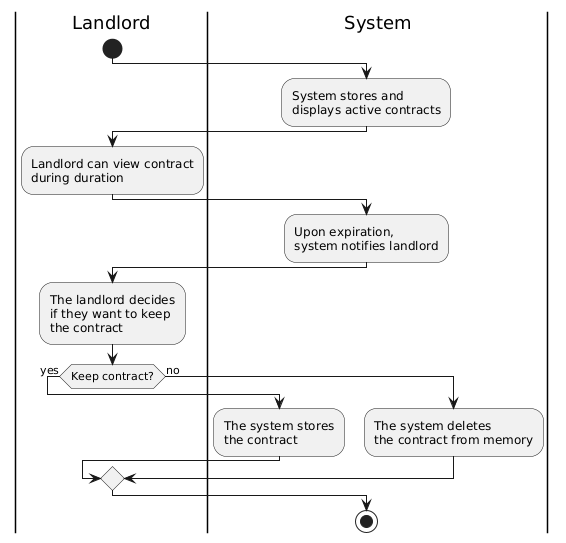 Landlord
System
System stores and
displays active contracts
Landlord can view contract
during duration
Upon expiration,
system notifies landlord
The landlord decides
if they want to keep
the contract
yes
Keep contract?
no
The system stores
the contract
The system deletes
the contract from memory